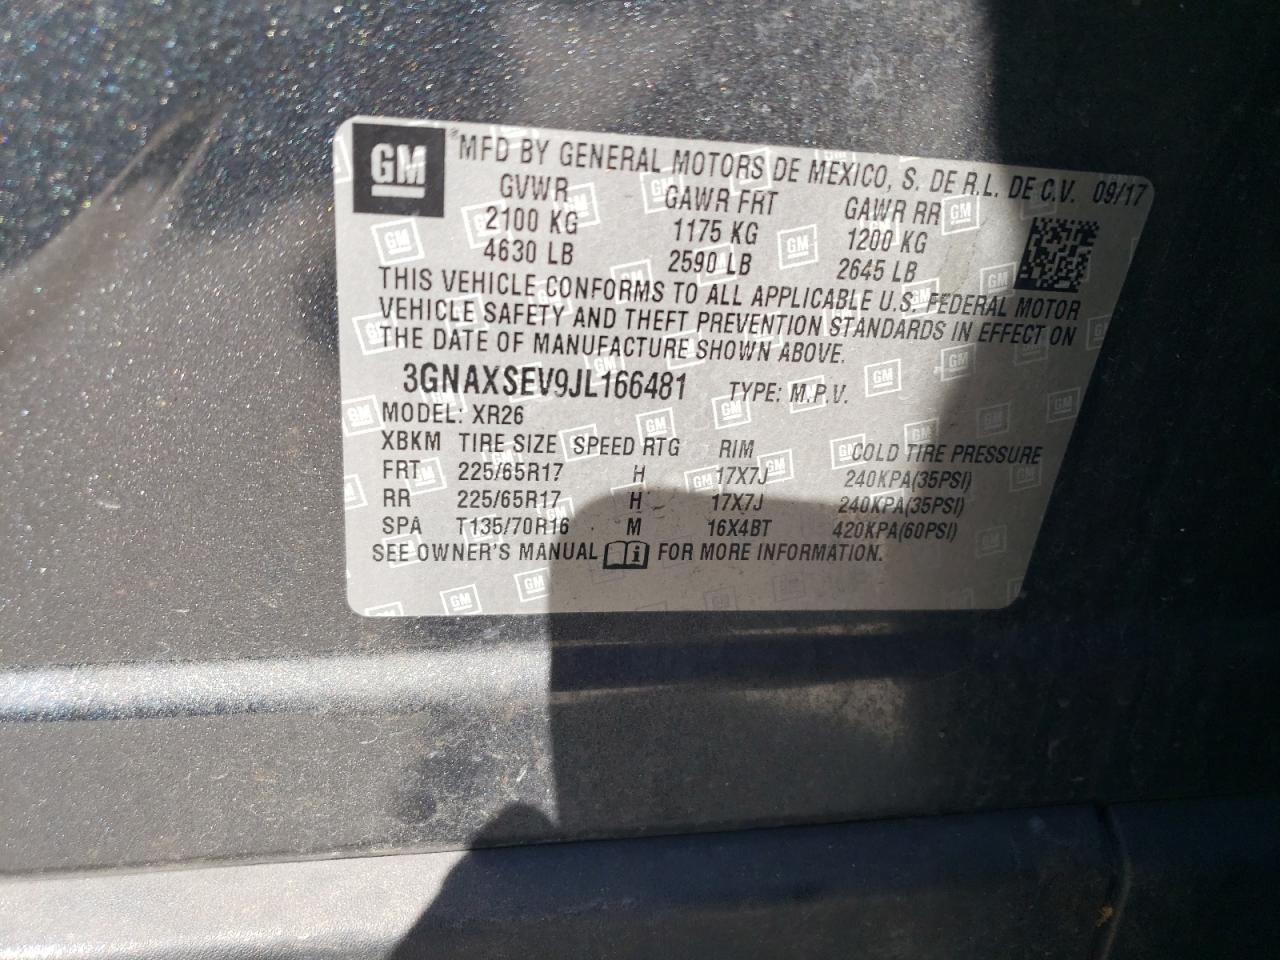 GM
®MFD BY GENERAL MOTORS DE MEXICO, S. DE R.L. DE C.V. 09/17
GVWR GAWR FRT GAWR RR
2100 KG 1175 KG 1200 KG
4630 LB 2590 LB 2645 LB
THIS VEHICLE CONFORMS TO ALL APPLICABLE U.S. FEDERAL MOTOR
VEHICLE SAFETY AND THEFT PREVENTION STANDARDS IN EFFECT ON
THE DATE OF MANUFACTURE SHOWN ABOVE.
3GNAXSEV9JL166481 TYPE: M.P.V.
MODEL: XR26
XBKM TIRE SIZE SPEED RTG RIM COLD TIRE PRESSURE
FRT 225/65R17 H 17X7J 240KPA(35PSI)
RR 225/65R17 H 17X7J 240KPA(35PSI)
SPA T135/70R16 M 16X4BT 420KPA(60PSI)
SEE OWNER'S MANUAL i FOR MORE INFORMATION.